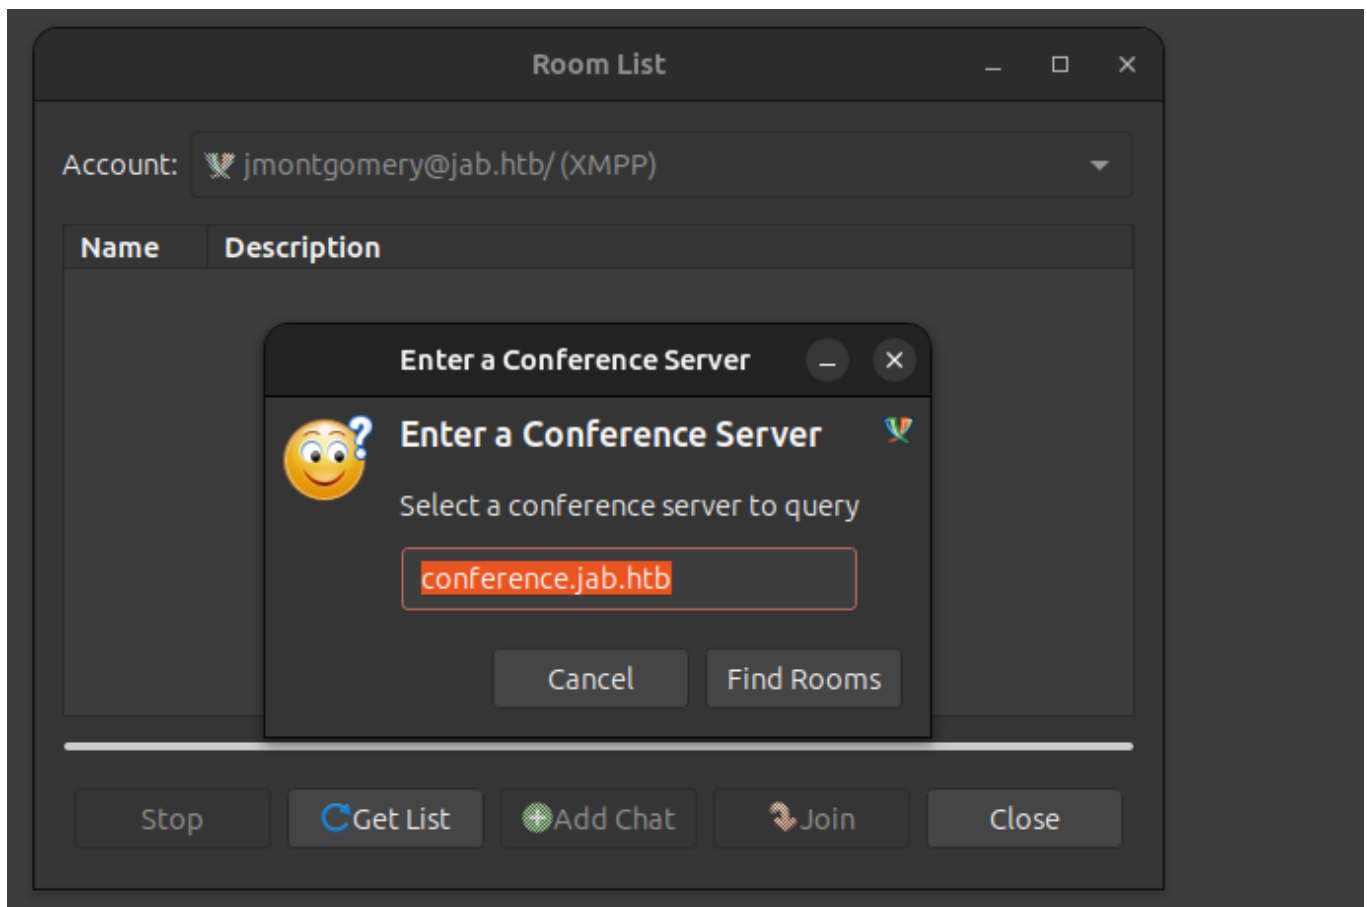 Room List
Account: jmontgomery@jab.htb/ (XMPP)
Name Description
Enter a Conference Server
Enter a Conference Server
Select a conference server to query
conference.jab.htb
Cancel Find Rooms
Stop Get List Add Chat Join Close